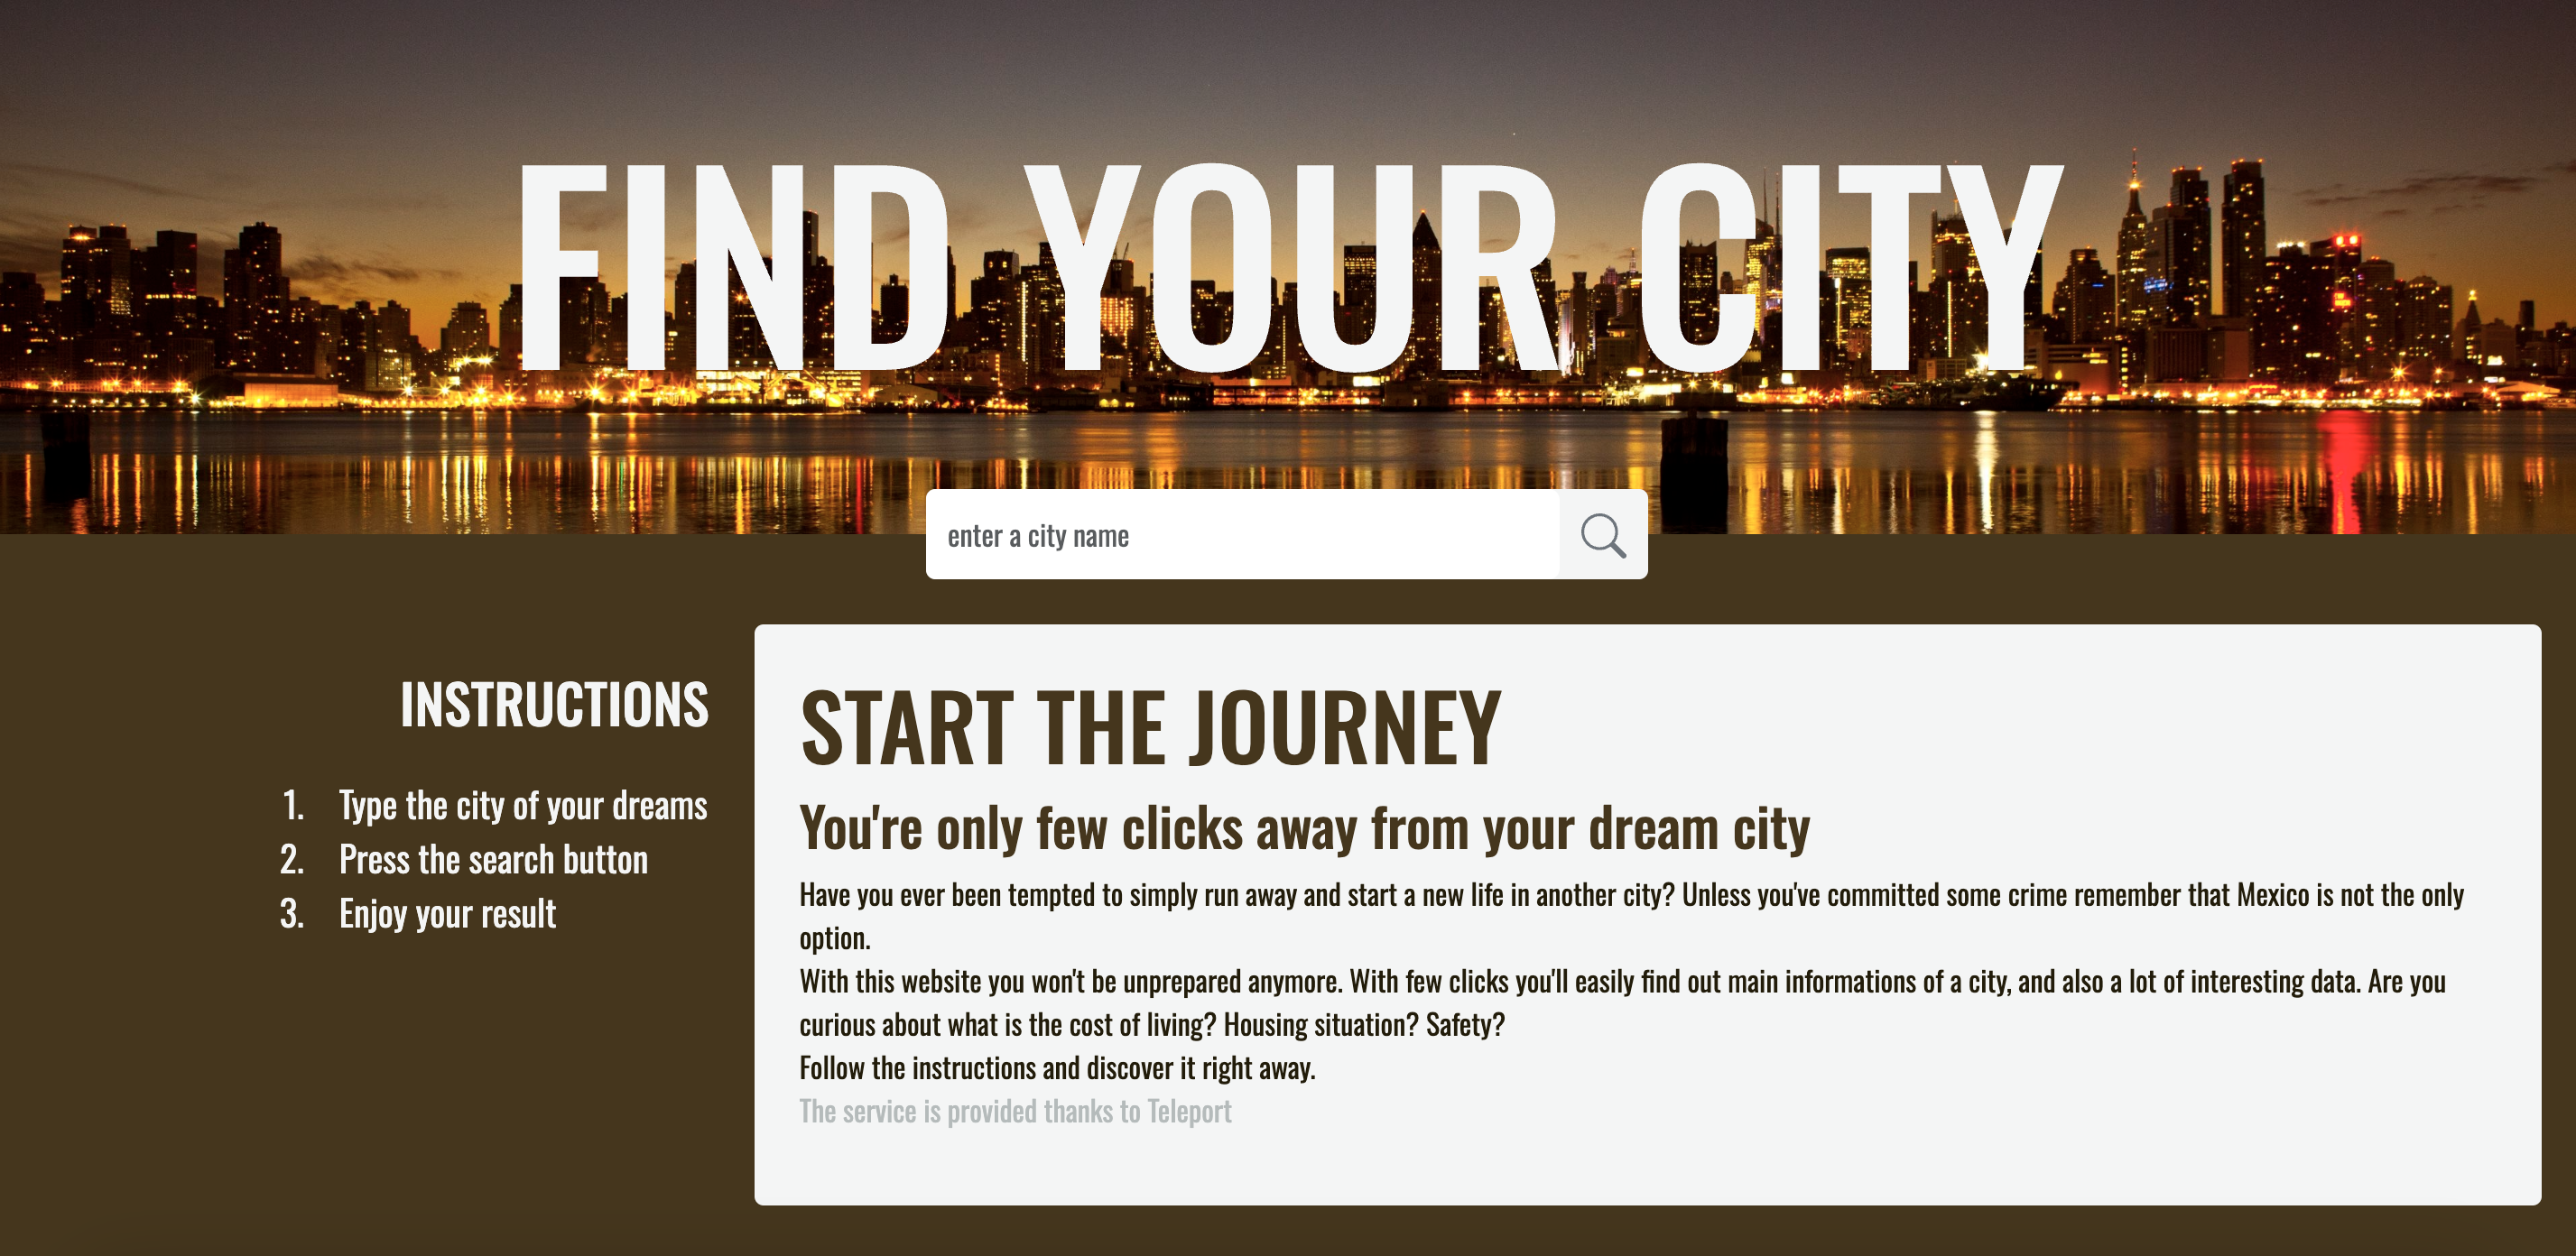 FIND YOUR CITY
enter a city name
INSTRUCTIONS
1. Type the city of your dreams
2. Press the search button
3. Enjoy your result
START THE JOURNEY
You're only few clicks away from your dream city
Have you ever been tempted to simply run away and start a new life in another city? Unless you've committed some crime remember that Mexico is not the only
option.
With this website you won't be unprepared anymore. With few clicks you'll easily find out main informations of a city, and also a lot of interesting data. Are you
curious about what is the cost of living? Housing situation? Safety?
Follow the instructions and discover it right away.
The service is provided thanks to Teleport